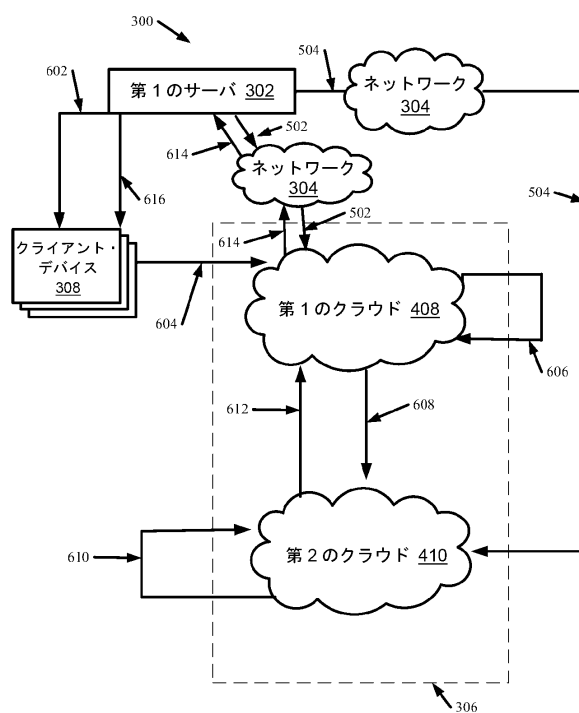 300
602
504
第１のサーバ 302
ネットワーク
304
502
614
ネットワーク
304
616
504
614
502
クライアント・
デバイス
308
604
第１のクラウド 408
606
612
608
610
第２のクラウド 410
306